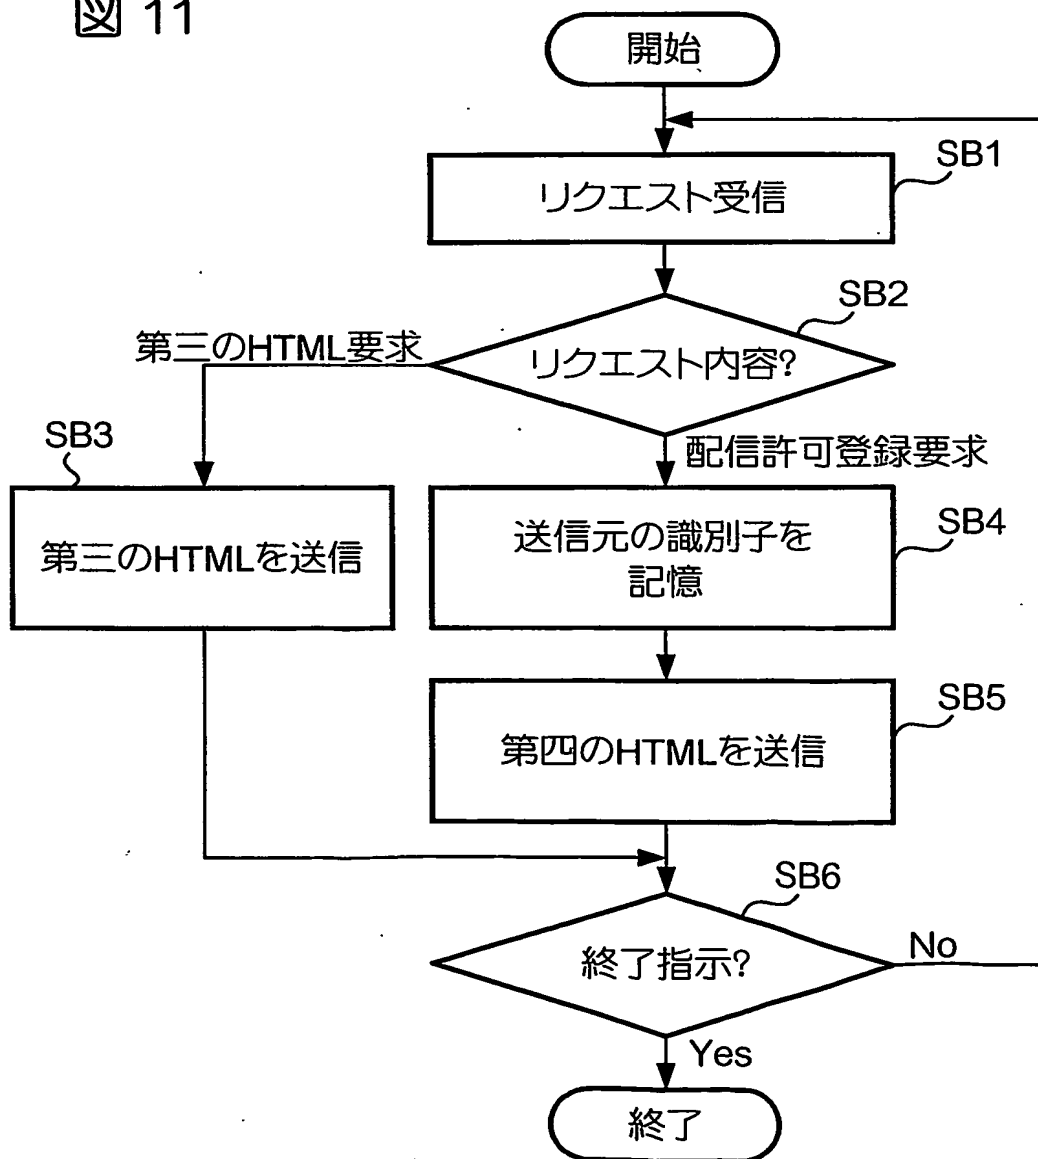 図 11
開始
SB1
リクエスト受信
SB2
リクエスト内容?
第三のHTML要求
配信許可登録要求
SB3
第三のHTMLを送信
SB4
送信元の識別子を
記憶
SB5
第四のHTMLを送信
SB6
終了指示?
No
Yes
終了